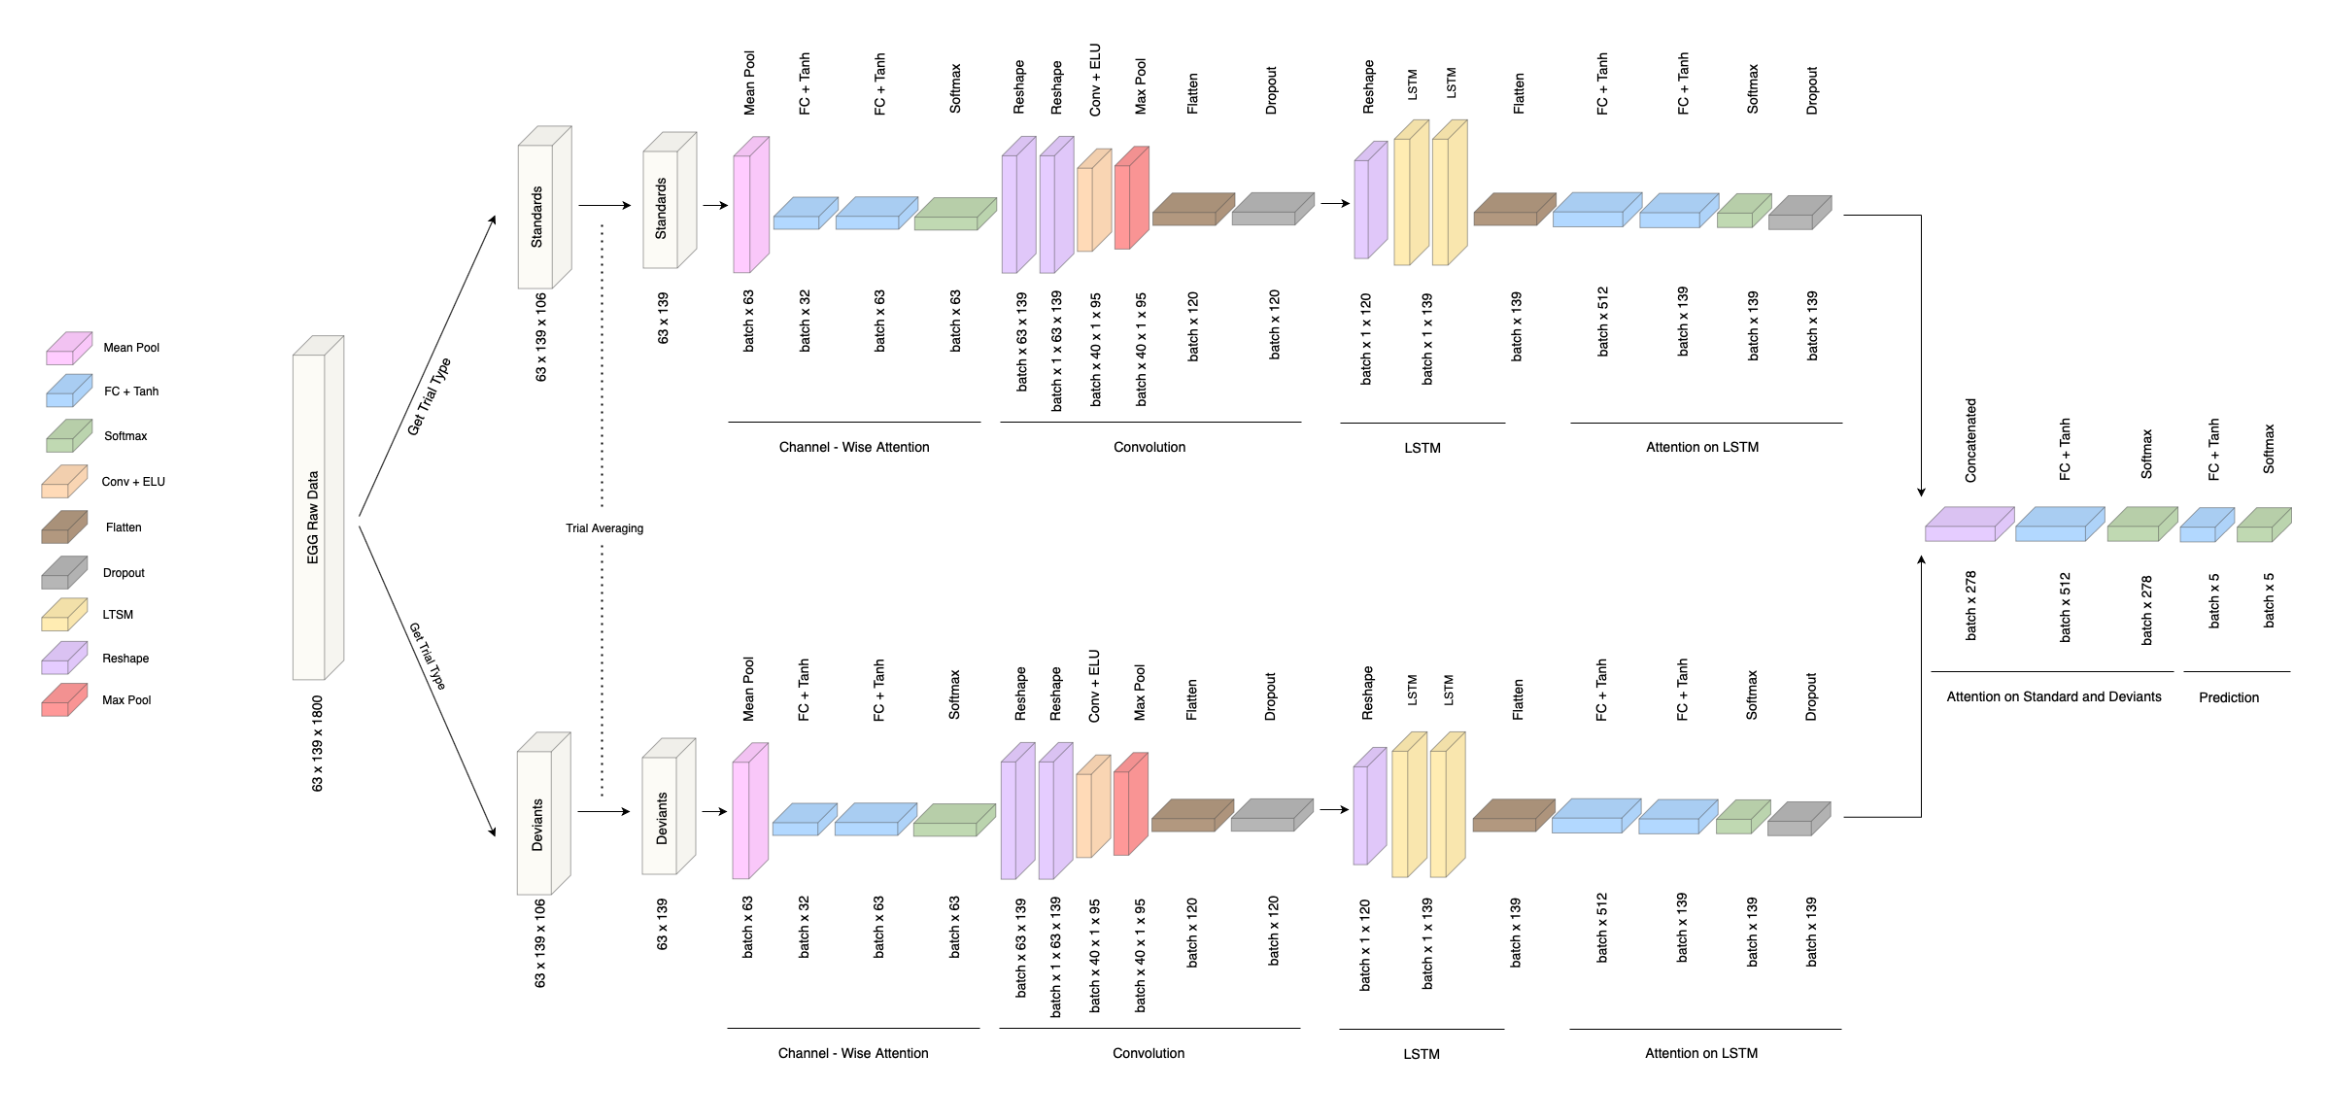 Mean Pool
FC + Tanh
Softmax
Conv + ELU
Flatten
Dropout
LTSM
Reshape
Max Pool
EGG Raw Data
63 x 139 x 1800
Get Trial Type
Get Trial Type
Standards
63 x 139 x 106
Standards
63 x 139
Trial Averaging
Deviants
63 x 139 x 106
Deviants
63 x 139
Mean Pool
FC + Tanh
FC + Tanh
Softmax
Reshape
Reshape
Conv + ELU
Max Pool
Flatten
Dropout
Reshape
LSTM
LSTM
Flatten
FC + Tanh
FC + Tanh
Softmax
Dropout
batch x 63
batch x 32
batch x 63
batch x 63
batch x 63 x 139
batch x 1 x 63 x 139
batch x 40 x 1 x 95
batch x 40 x 1 x 95
batch x 120
batch x 120
batch x 1 x 120
batch x 1 x 139
batch x 139
batch x 512
batch x 139
batch x 139
batch x 139
Channel - Wise Attention
Convolution
LSTM
Attention on LSTM
Mean Pool
FC + Tanh
FC + Tanh
Softmax
Reshape
Reshape
Conv + ELU
Max Pool
Flatten
Dropout
Reshape
LSTM
LSTM
Flatten
FC + Tanh
FC + Tanh
Softmax
Dropout
batch x 63
batch x 32
batch x 63
batch x 63
batch x 63 x 139
batch x 1 x 63 x 139
batch x 40 x 1 x 95
batch x 40 x 1 x 95
batch x 120
batch x 120
batch x 1 x 120
batch x 1 x 139
batch x 139
batch x 512
batch x 139
batch x 139
batch x 139
Channel - Wise Attention
Convolution
LSTM
Attention on LSTM
Concatenated
FC + Tanh
Softmax
FC + Tanh
Softmax
batch x 278
batch x 512
batch x 278
batch x 5
batch x 5
Attention on Standard and Deviants
Prediction